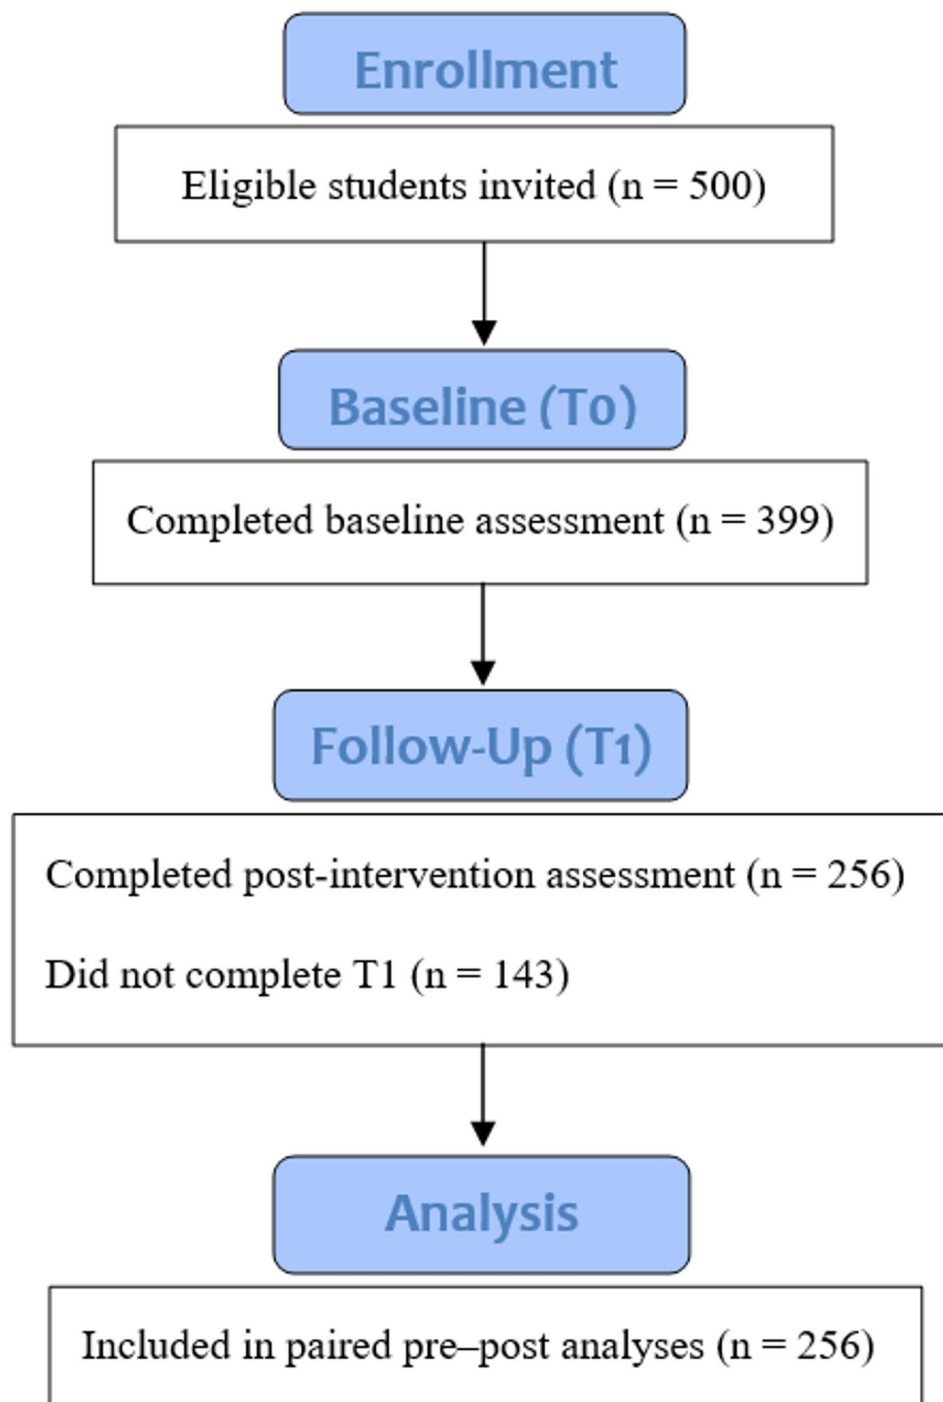 Enrollment
Eligible students invited (n = 500)
Baseline (T0)
Completed baseline assessment (n = 399)
Follow-Up (T1)
Completed post-intervention assessment (n = 256)
Did not complete T1 (n = 143)
Analysis
Included in paired pre–post analyses (n = 256)